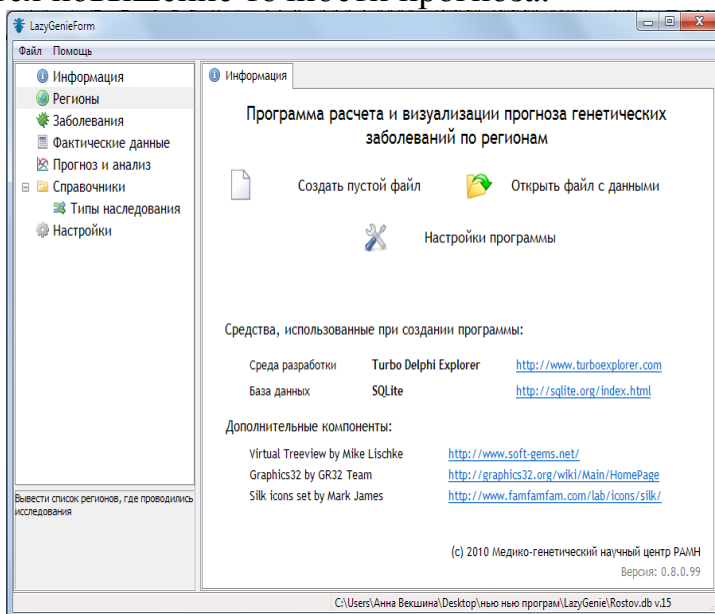 повышение точности прогноза.
LazyGenieForm
Файл Помощь
Информация
Регионы
Заболевания
Фактические данные
Прогноз и анализ
Справочники
Типы наследования
Настройки
Вывести список регионов, где проводились
исследования
Информация
Программа расчета и визуализации прогноза генетических
заболеваний по регионам
Создать пустой файл
Открыть файл с данными
Настройки программы
Средства, использованные при создании программы:
Среда разработки Turbo Delphi Explorer http://www.turboexplorer.com
База данных SQLite http://sqlite.org/index.html
Дополнительные компоненты:
Virtual Treeview by Mike Lischke http://www.soft-gems.net/
Graphics32 by GR32 Team http://graphics32.org/wiki/Main/HomePage
Silk icons set by Mark James http://www.famfamfam.com/lab/icons/silk/
(c) 2010 Медико-генетический научный центр РАМН
Версия: 0.8.0.99
C:\Users\Анна Векшина\Desktop\нью нью програм\LazyGenie\Rostov.db v.15